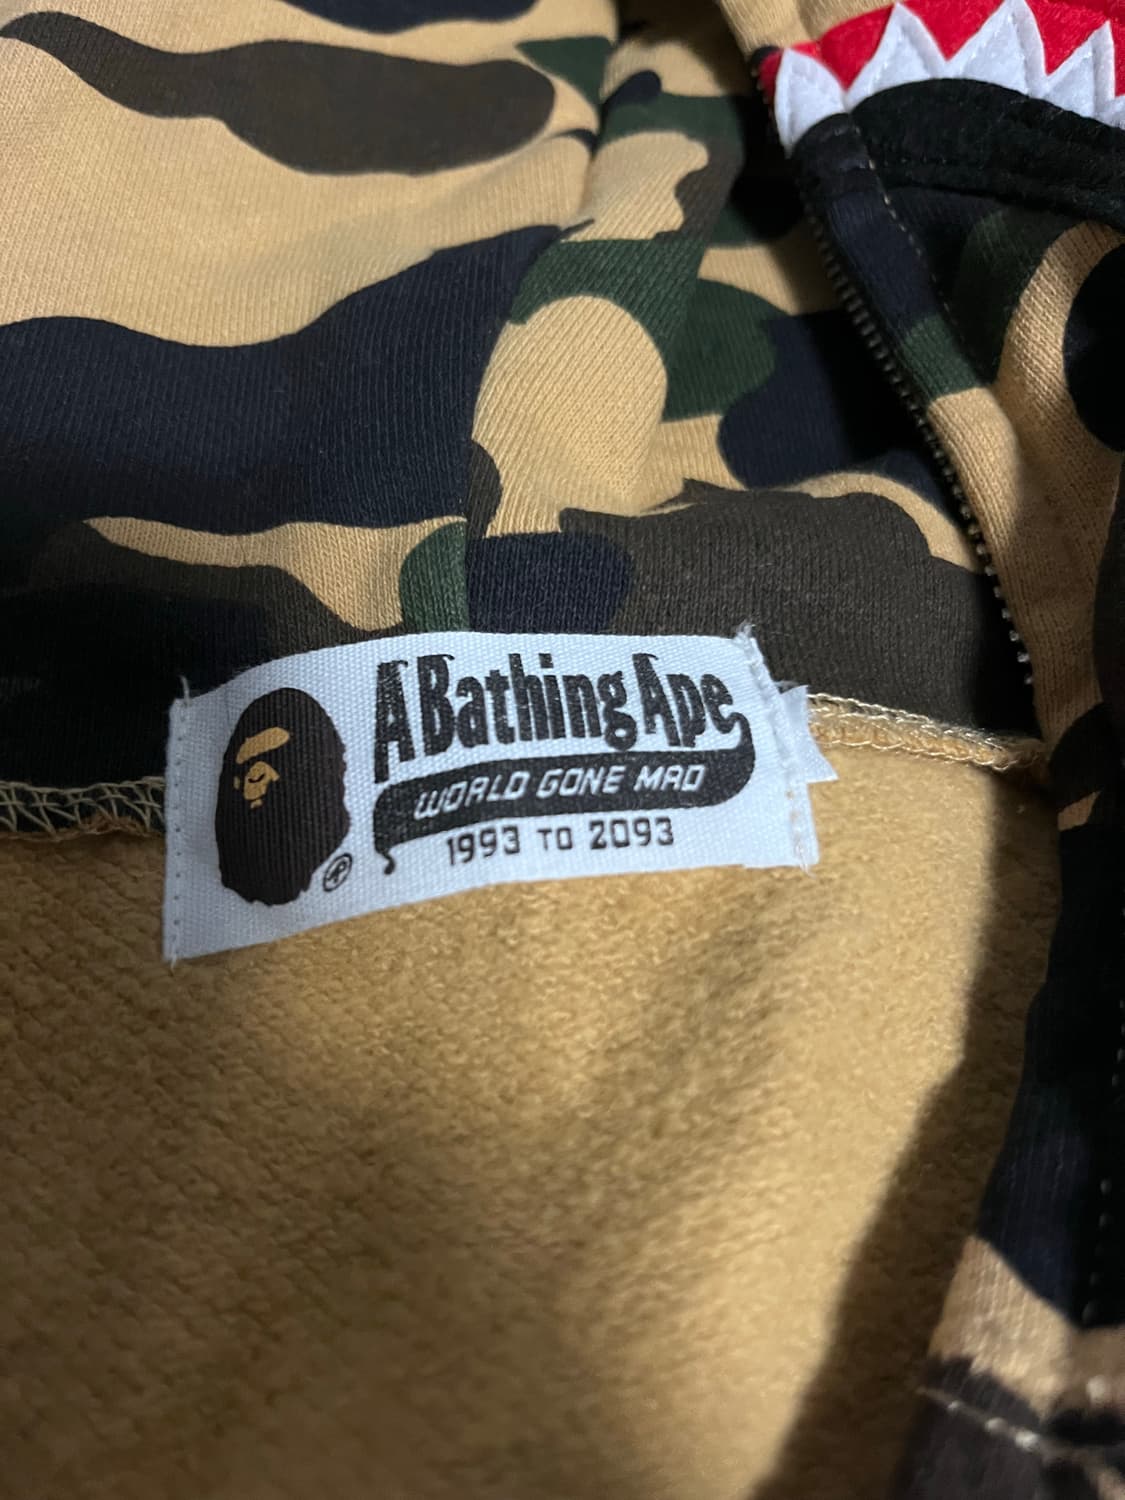 A Bathing Ape
WORLD GONE MAD
1993 TO 2093
®